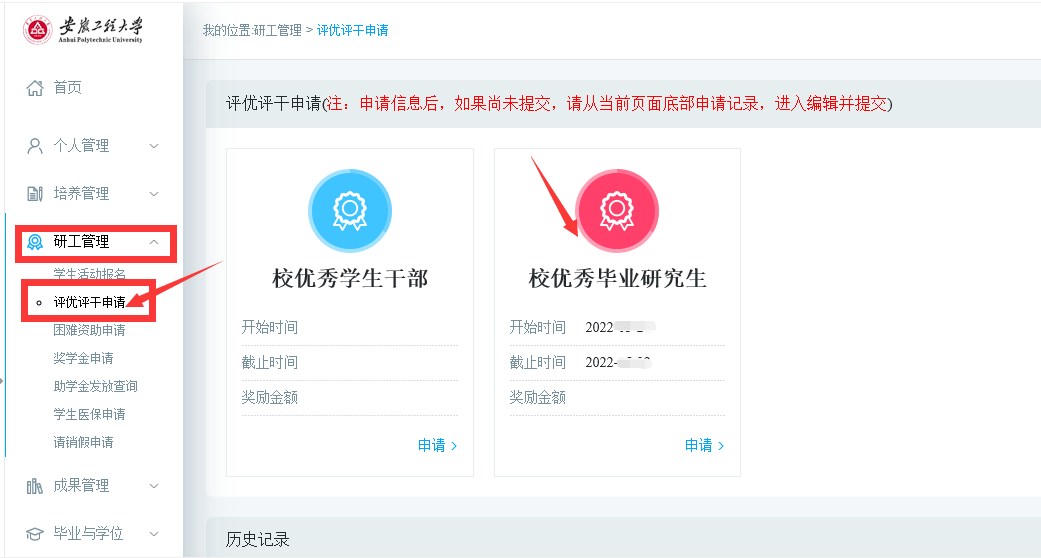 安徽工程大学
Anhui Polytechnic University
首页
个人管理
培养管理
研工管理
学生活动报名
评优评干申请
困难资助申请
奖学金申请
助学金发放查询
学生医保申请
请销假申请
成果管理
毕业与学位
我的位置:研工管理 > 评优评干申请
评优评干申请(注：申请信息后，如果尚未提交，请从当前页面底部申请记录，进入编辑并提交)
校优秀学生干部
开始时间
截止时间
奖励金额
申请 >
校优秀毕业研究生
开始时间 2022
截止时间 2022-
奖励金额
申请 >
历史记录